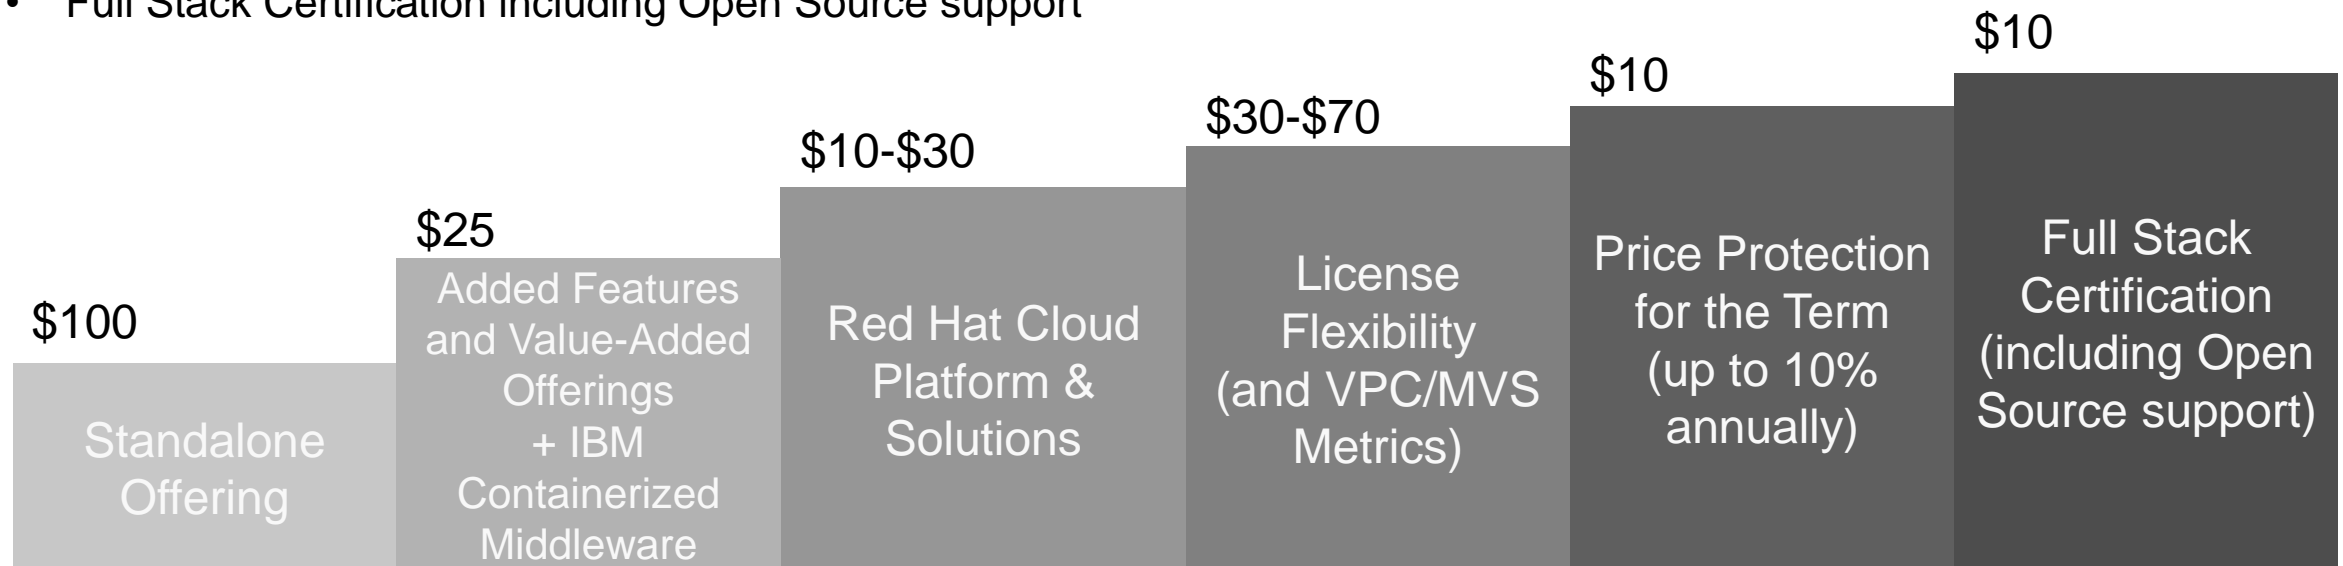 • Full Stack Certification including Open Source support
$100
Standalone
Offering
$25
Added Features
and Value-Added
Offerings
+ IBM
Containerized
Middleware
$10-$30
Red Hat Cloud
Platform &
Solutions
$30-$70
License
Flexibility
(and VPC/MVS
Metrics)
$10
Price Protection
for the Term
(up to 10%
annually)
$10
Full Stack
Certification
(including Open
Source support)